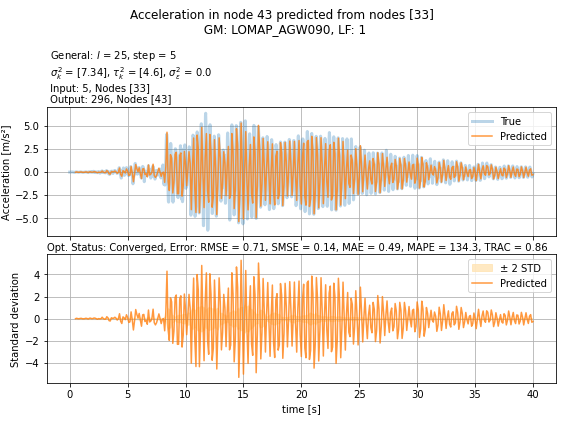 Acceleration in node 43 predicted from nodes [33]
GM: LOMAP_AGW090, LF: 1
General: l = 25, step = 5
σ²ₖ = [7.34], τ²ₖ = [4.6], σ²ε = 0.0
Input: 5, Nodes [33]
Output: 296, Nodes [43]
Acceleration [m/s²]
5.0
2.5
0.0
−2.5
−5.0
True
Predicted
Opt. Status: Converged, Error: RMSE = 0.71, SMSE = 0.14, MAE = 0.49, MAPE = 134.3, TRAC = 0.86
Standard deviation
4
2
0
−2
−4
± 2 STD
Predicted
0 5 10 15 20 25 30 35 40
time [s]